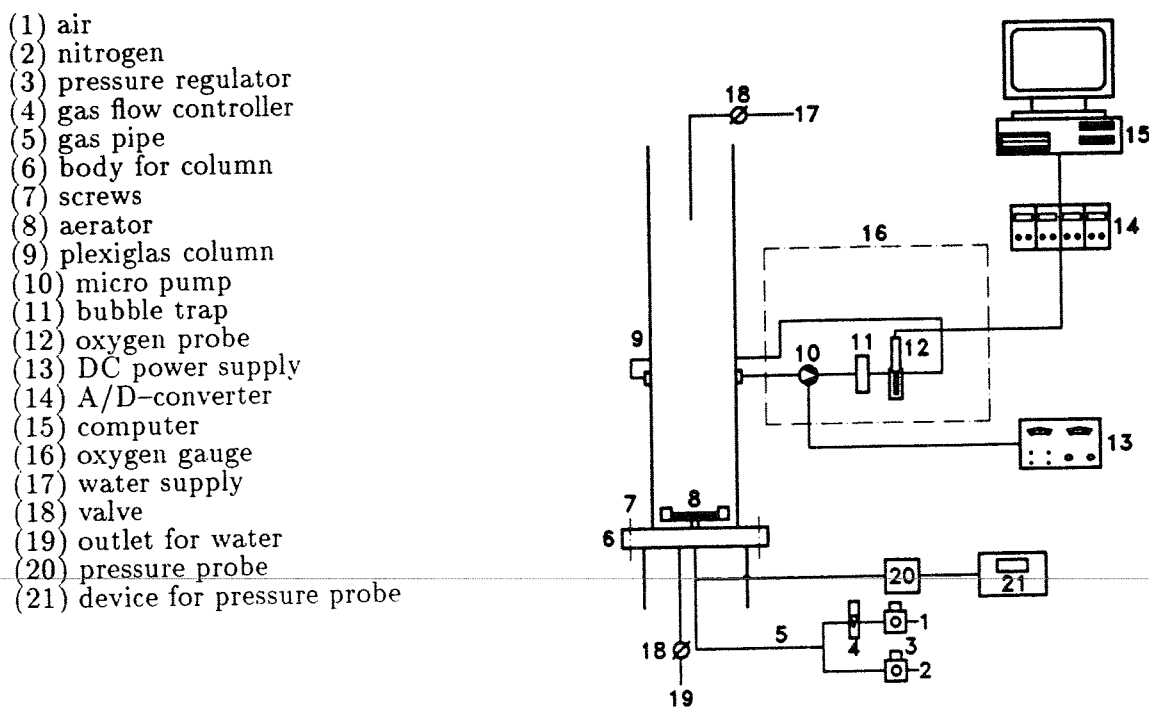 (1) air
(2) nitrogen
(3) pressure regulator
(4) gas flow controller
(5) gas pipe
(6) body for column
(7) screws
(8) aerator
(9) plexiglas column
(10) micro pump
(11) bubble trap
(12) oxygen probe
(13) DC power supply
(14) A/D-converter
(15) computer
(16) oxygen gauge
(17) water supply
(18) valve
(19) outlet for water
(20) pressure probe
(21) device for pressure probe
18
17
15
14
16
9
10
11
12
13
7
8
6
20
21
5
4
1
3
18
2
19